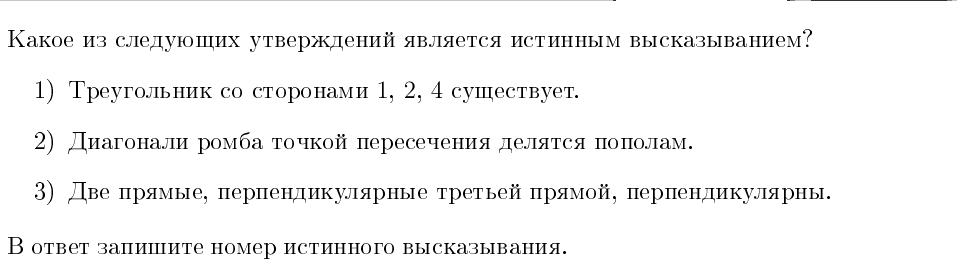 Какое из следующих утверждений является истинным высказыванием?
1) Треугольник со сторонами 1, 2, 4 существует.
2) Диагонали ромба точкой пересечения делятся пополам.
3) Две прямые, перпендикулярные третьей прямой, перпендикулярны.
В ответ запишите номер истинного высказывания.